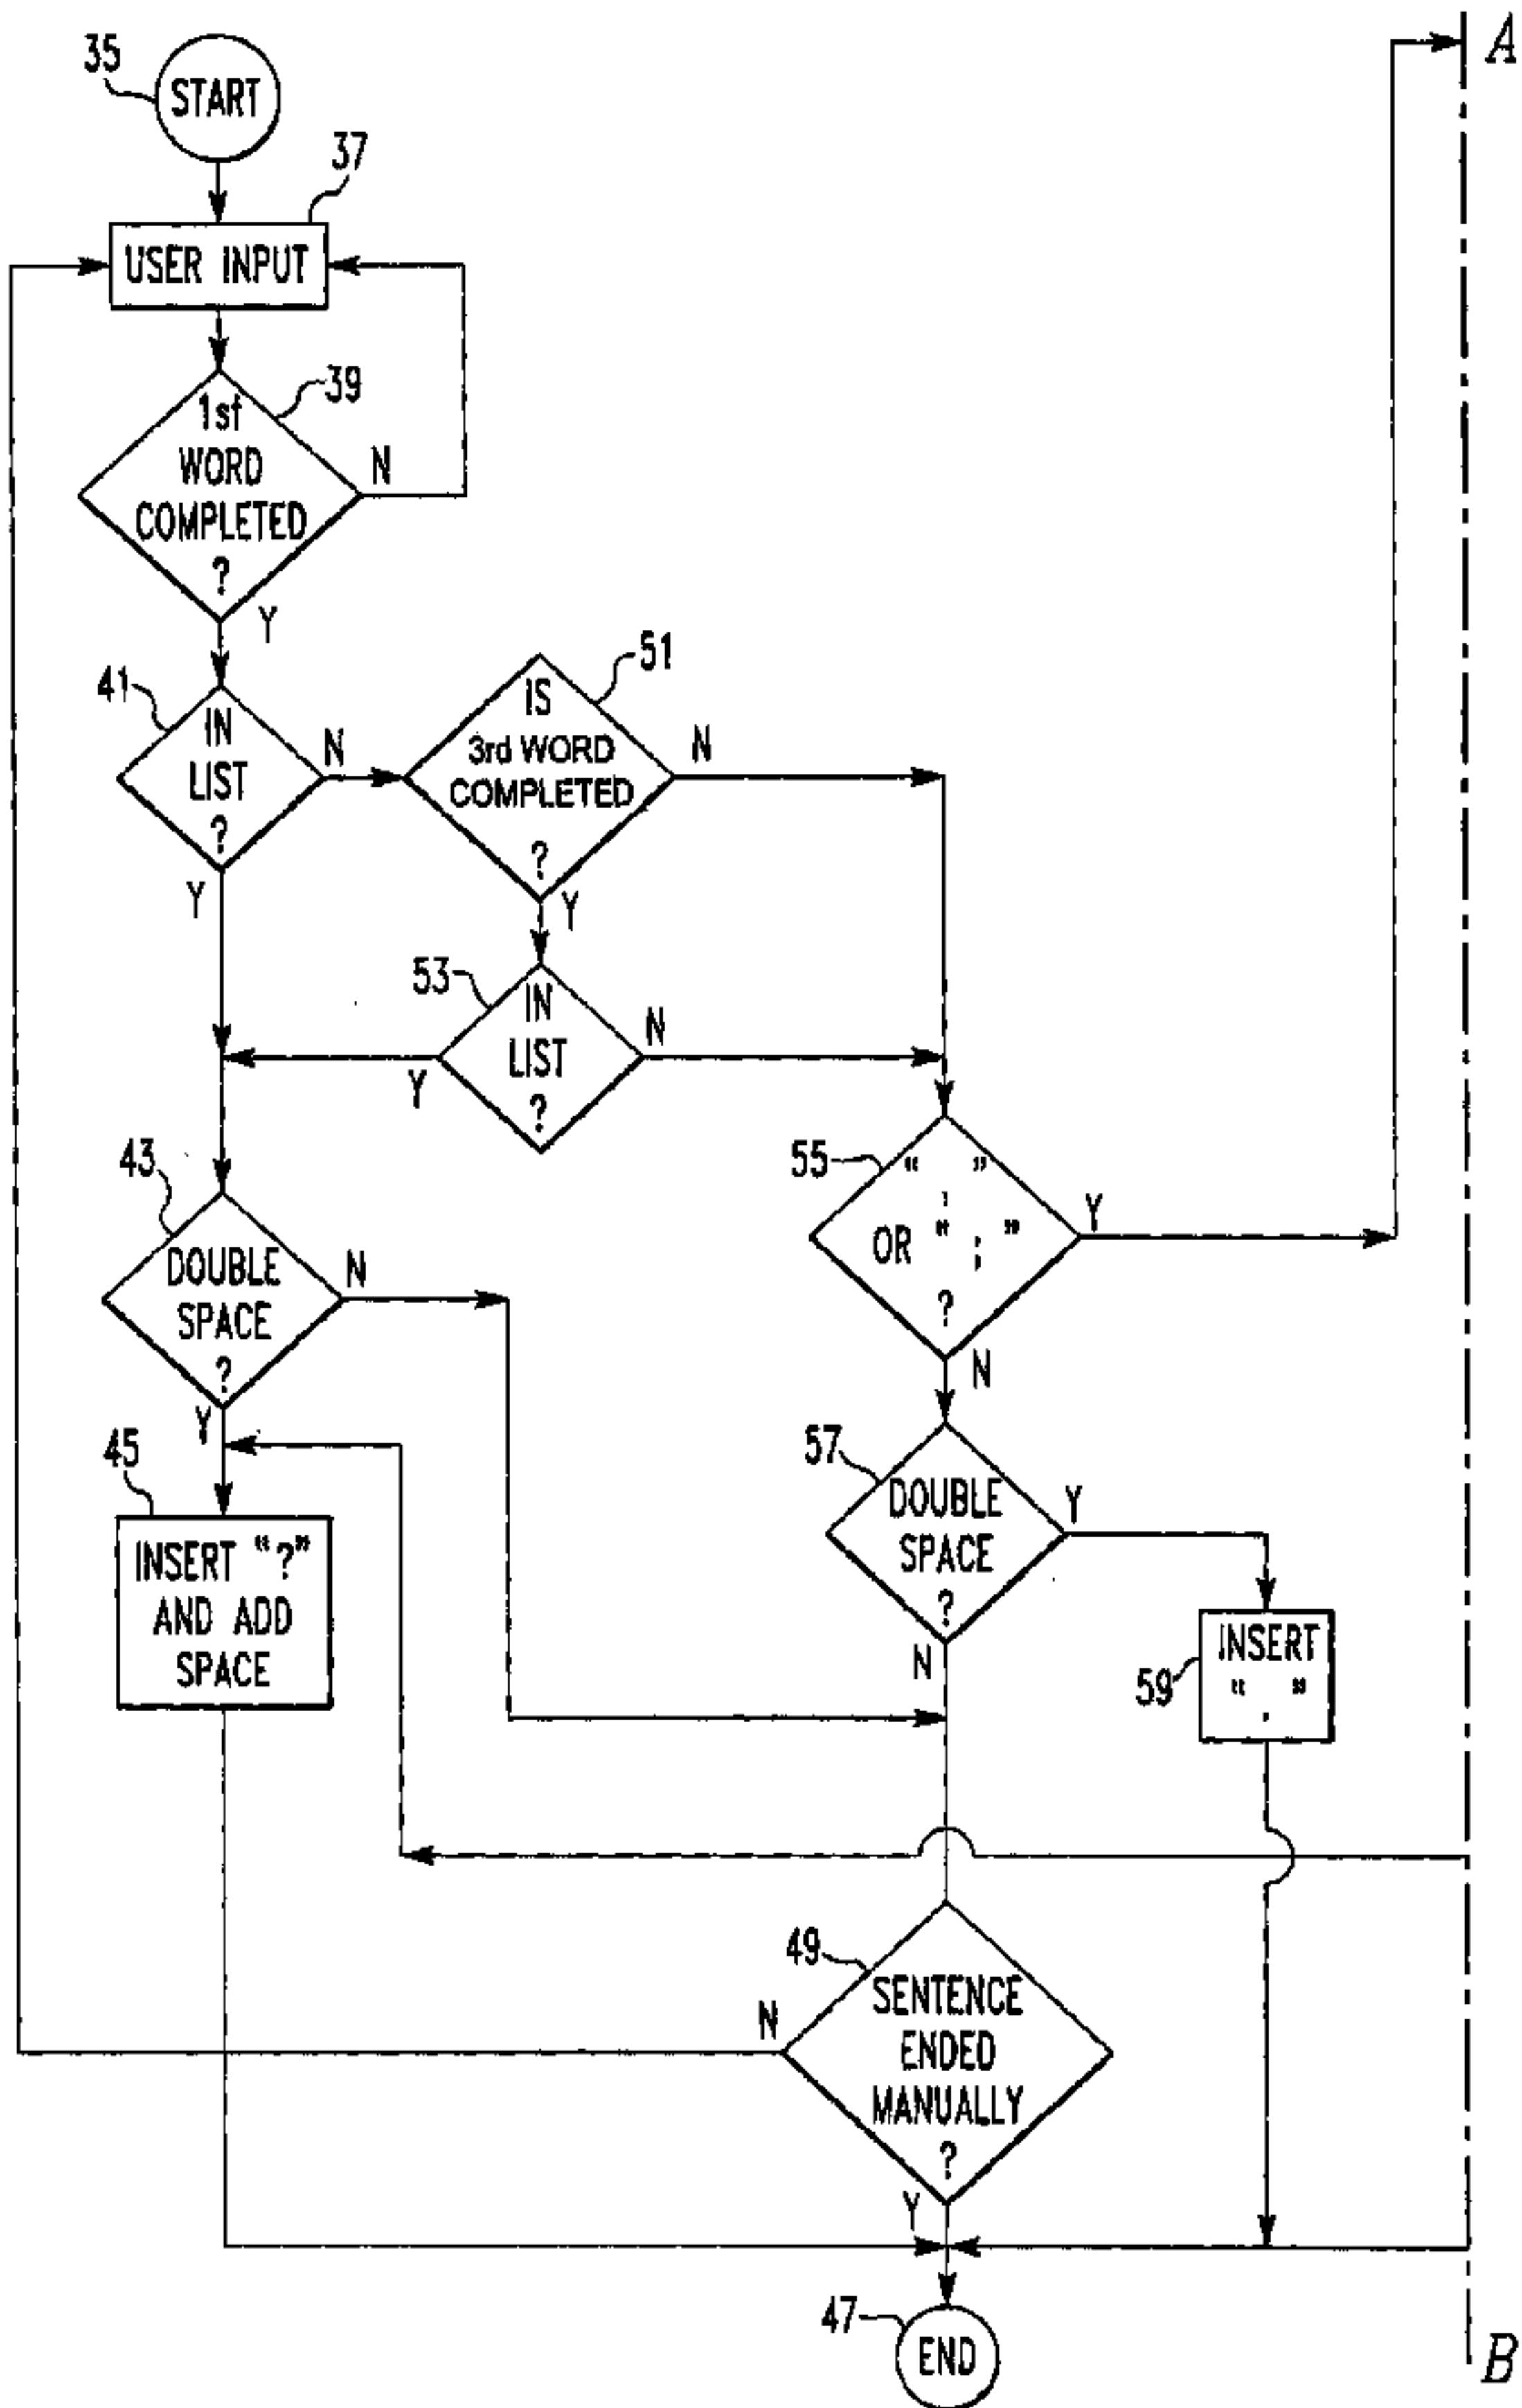 A
35
START
37
USER INPUT
39
1st
WORD
COMPLETED
?
N
Y
41
IN
LIST
?
N
Y
51
IS
3rd WORD
COMPLETED
?
N
Y
53
IN
LIST
?
N
Y
43
DOUBLE
SPACE
?
N
Y
55
" , "
OR " ; "
?
Y
N
45
INSERT "?"
AND ADD
SPACE
57
DOUBLE
SPACE
?
Y
N
59
INSERT
" . "
49
SENTENCE
ENDED
MANUALLY
?
N
Y
47
END
B